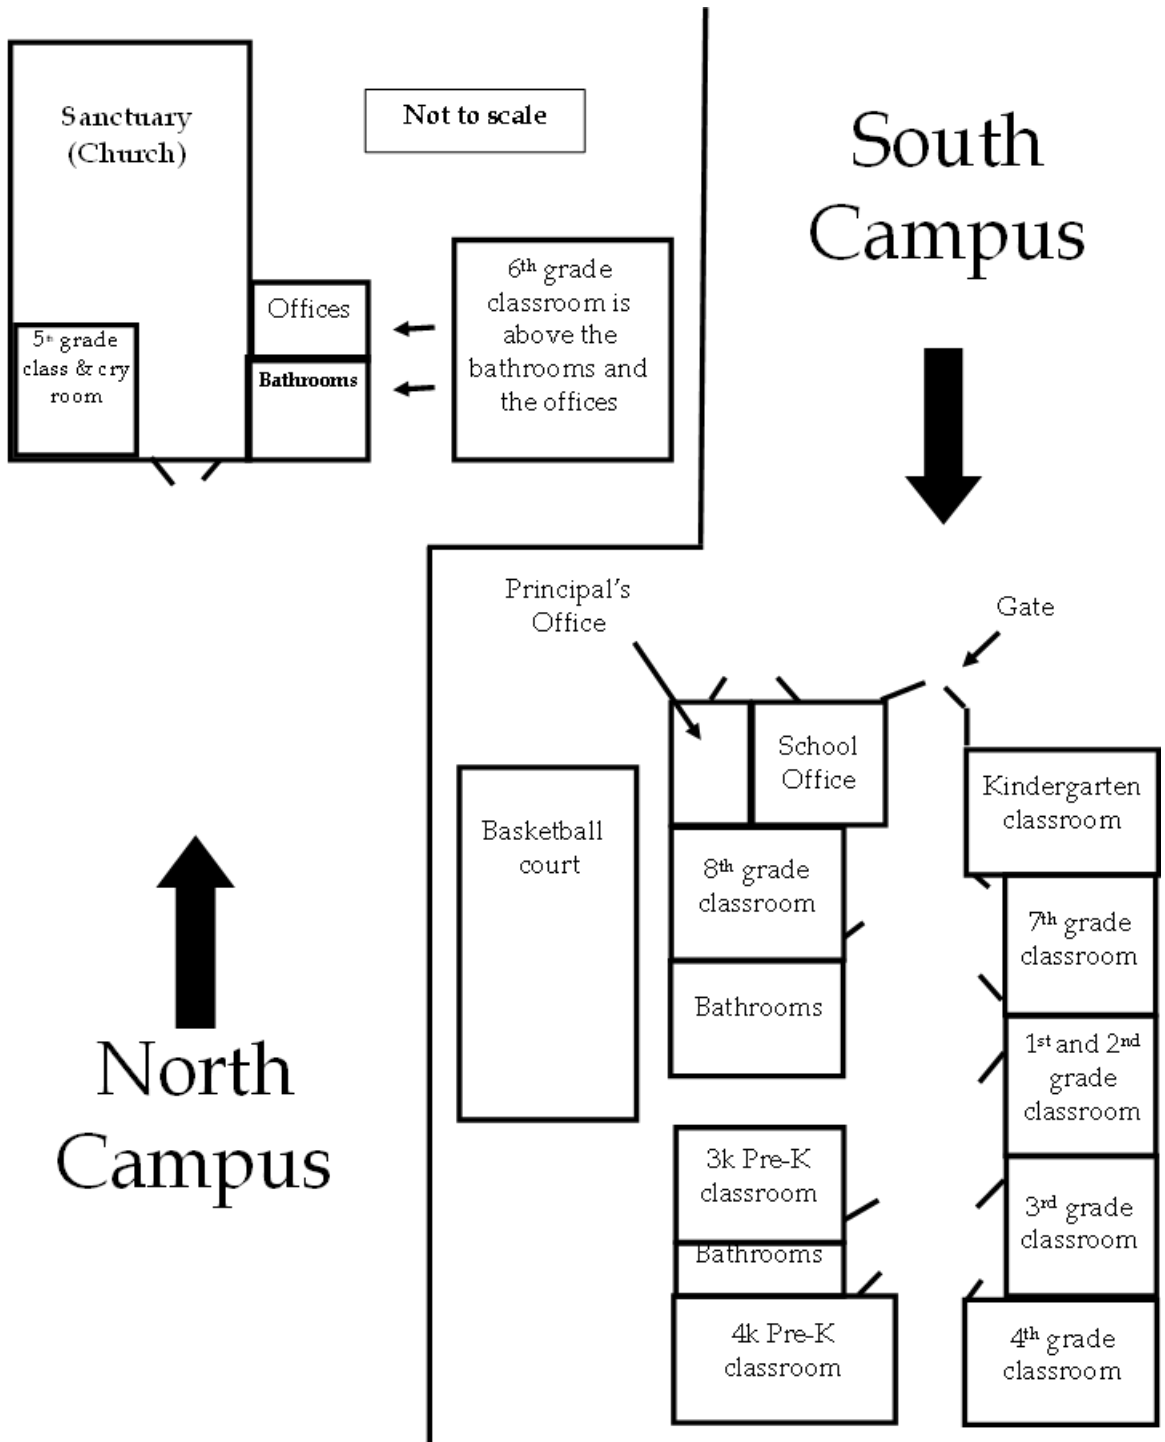 Sanctuary
(Church)
Not to scale
South
Campus
Offices
5th grade
class & cry
room
Bathrooms
6th grade
classroom is
above the
bathrooms and
the offices
Principal's
Office
Gate
School
Office
Kindergarten
classroom
Basketball
court
8th grade
classroom
7th grade
classroom
Bathrooms
1st and 2nd
grade
classroom
North
Campus
3k Pre-K
classroom
3rd grade
classroom
Bathrooms
4k Pre-K
classroom
4th grade
classroom